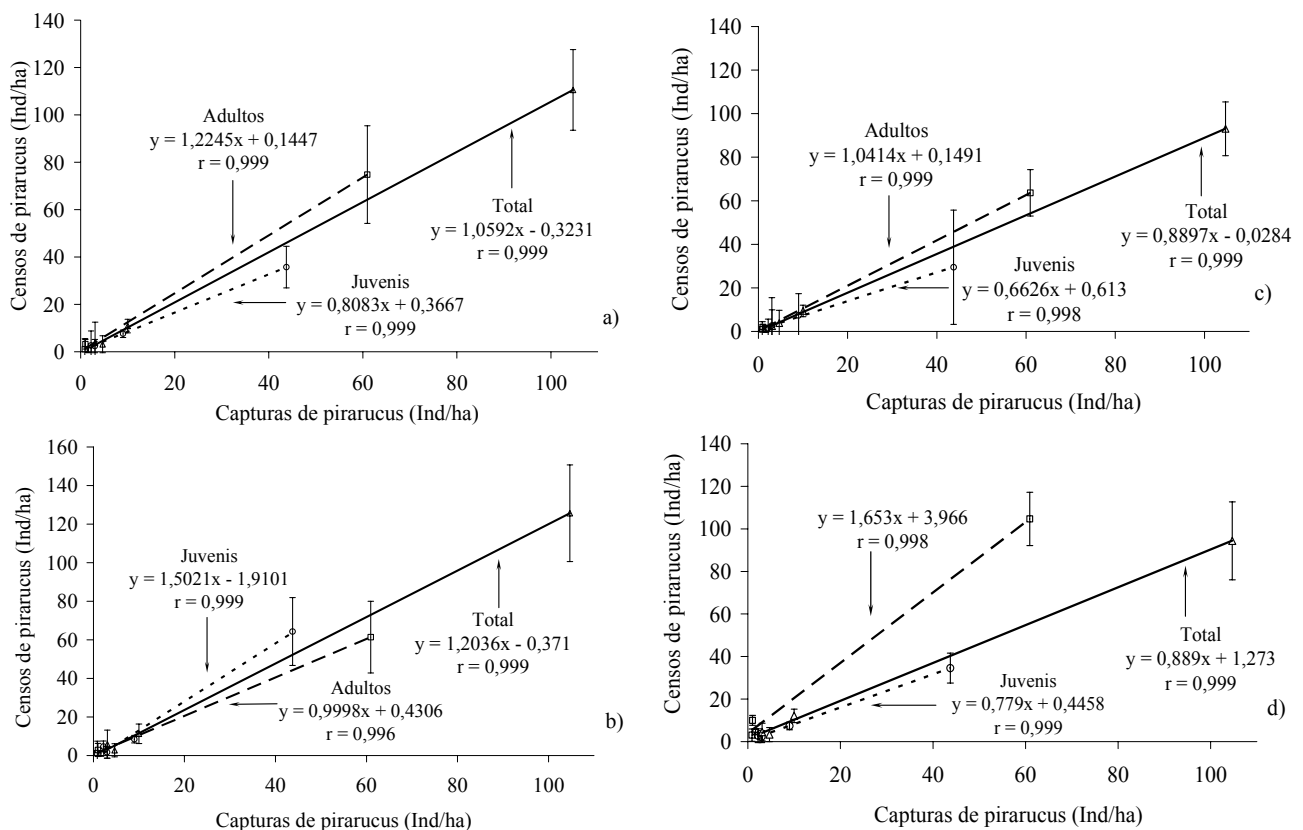 140
120
100
80
60
40
20
0
Censos de pirarucus (Ind/ha)
Adultos
y = 1,2245x + 0,1447
r = 0,999
Total
y = 1,0592x - 0,3231
r = 0,999
Juvenis
y = 0,8083x + 0,3667
r = 0,999
a)
0 20 40 60 80 100
Capturas de pirarucus (Ind/ha)
160
140
120
100
80
60
40
20
0
Censos de pirarucus (Ind/ha)
Juvenis
y = 1,5021x - 1,9101
r = 0,999
Total
y = 1,2036x - 0,371
r = 0,999
Adultos
y = 0,9998x + 0,4306
r = 0,996
b)
0 20 40 60 80 100
Capturas de pirarucus (Ind/ha)
140
120
100
80
60
40
20
0
Censos de pirarucus (Ind/ha)
Adultos
y = 1,0414x + 0,1491
r = 0,999
Total
y = 0,8897x - 0,0284
r = 0,999
Juvenis
y = 0,6626x + 0,613
r = 0,998
c)
0 20 40 60 80 100
Capturas de pirarucus (Ind/ha)
140
120
100
80
60
40
20
0
Censos de pirarucus (Ind/ha)
y = 1,653x + 3,966
r = 0,998
Total
y = 0,889x + 1,273
r = 0,999
Juvenis
y = 0,779x + 0,4458
r = 0,999
d)
0 20 40 60 80 100
Capturas de pirarucus (Ind/ha)